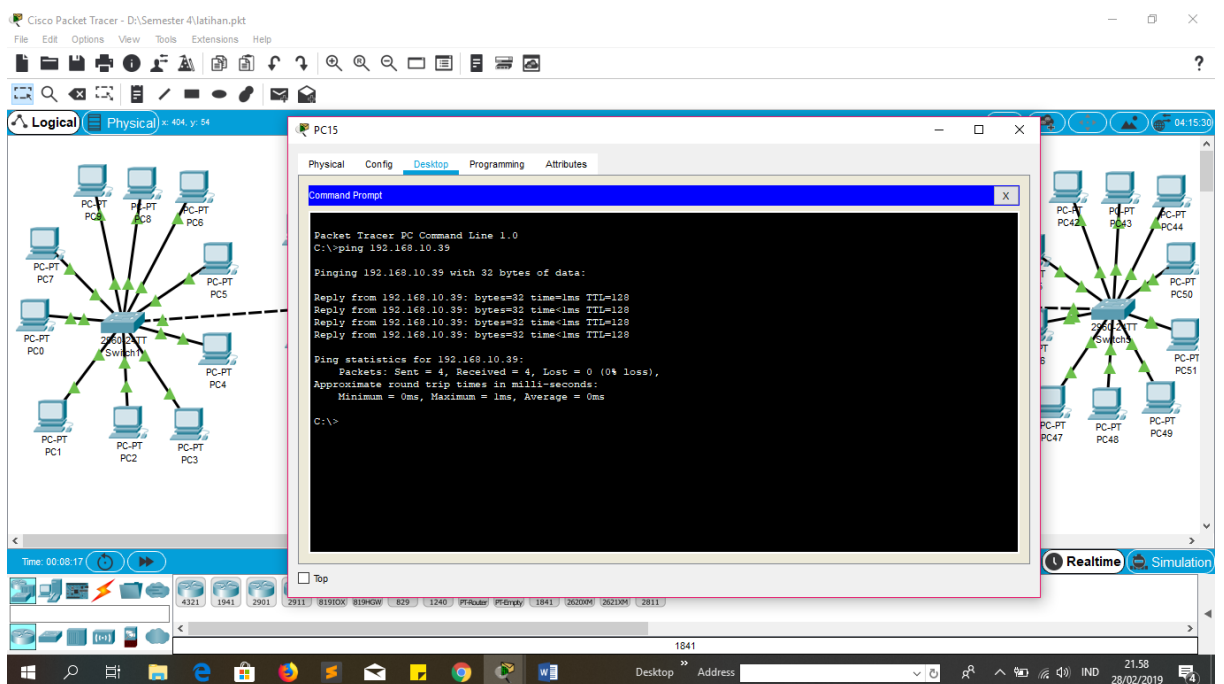 Cisco Packet Tracer - D:\Semester 4\latihan.pkt
File Edit Options View Tools Extensions Help
Logical
Physical
x: 404, y: 54
04:15:30
PC15
Physical Config Desktop Programming Attributes
Command Prompt
X
Packet Tracer PC Command Line 1.0
C:\>ping 192.168.10.39
Pinging 192.168.10.39 with 32 bytes of data:
Reply from 192.168.10.39: bytes=32 time=1ms TTL=128
Reply from 192.168.10.39: bytes=32 time<1ms TTL=128
Reply from 192.168.10.39: bytes=32 time<1ms TTL=128
Reply from 192.168.10.39: bytes=32 time<1ms TTL=128
Ping statistics for 192.168.10.39:
Packets: Sent = 4, Received = 4, Lost = 0 (0% loss),
Approximate round trip times in milli-seconds:
Minimum = 0ms, Maximum = 1ms, Average = 0ms
C:\>
Top
PC-PT
PC9
PC-PT
PC8
PC-PT
PC6
PC-PT
PC7
PC-PT
PC5
PC-PT
PC0
2960-24TT
Switch1
PC-PT
PC4
PC-PT
PC1
PC-PT
PC2
PC-PT
PC3
PC-PT
PC42
PC-PT
PC43
PC-PT
PC44
PC-PT
PC50
2960-24TT
PC-PT
PC51
PC-PT
PC47
PC-PT
PC48
PC-PT
PC49
Time: 00:08:17
Realtime
Simulation
4321 1941 2901 2911 819IOX 819HGW 829 1240 PT-Router PT-Empty 1841 2620XM 2621XM 2811
1841
Desktop
Address
IND
21.58
28/02/2019